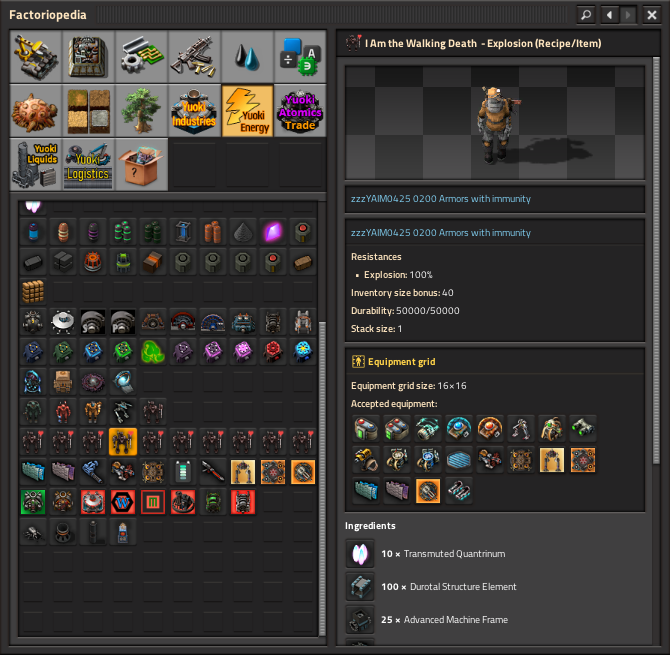 Factoriopedia
A
Yuoki
Industries
Yuoki
Energy
Yuoki
Atomics
Trade
Yuoki
Liquids
Yuoki
Logistics
?
I Am the Walking Death - Explosion (Recipe/Item)
zzzYAIM0425 0200 Armors with immunity
zzzYAIM0425 0200 Armors with immunity
Resistances
• Explosion: 100%
Inventory size bonus: 40
Durability: 50000/50000
Stack size: 1
Equipment grid
Equipment grid size: 16×16
Accepted equipment:
Ingredients
10 × Transmuted Quantrinum
100 × Durotal Structure Element
25 × Advanced Machine Frame